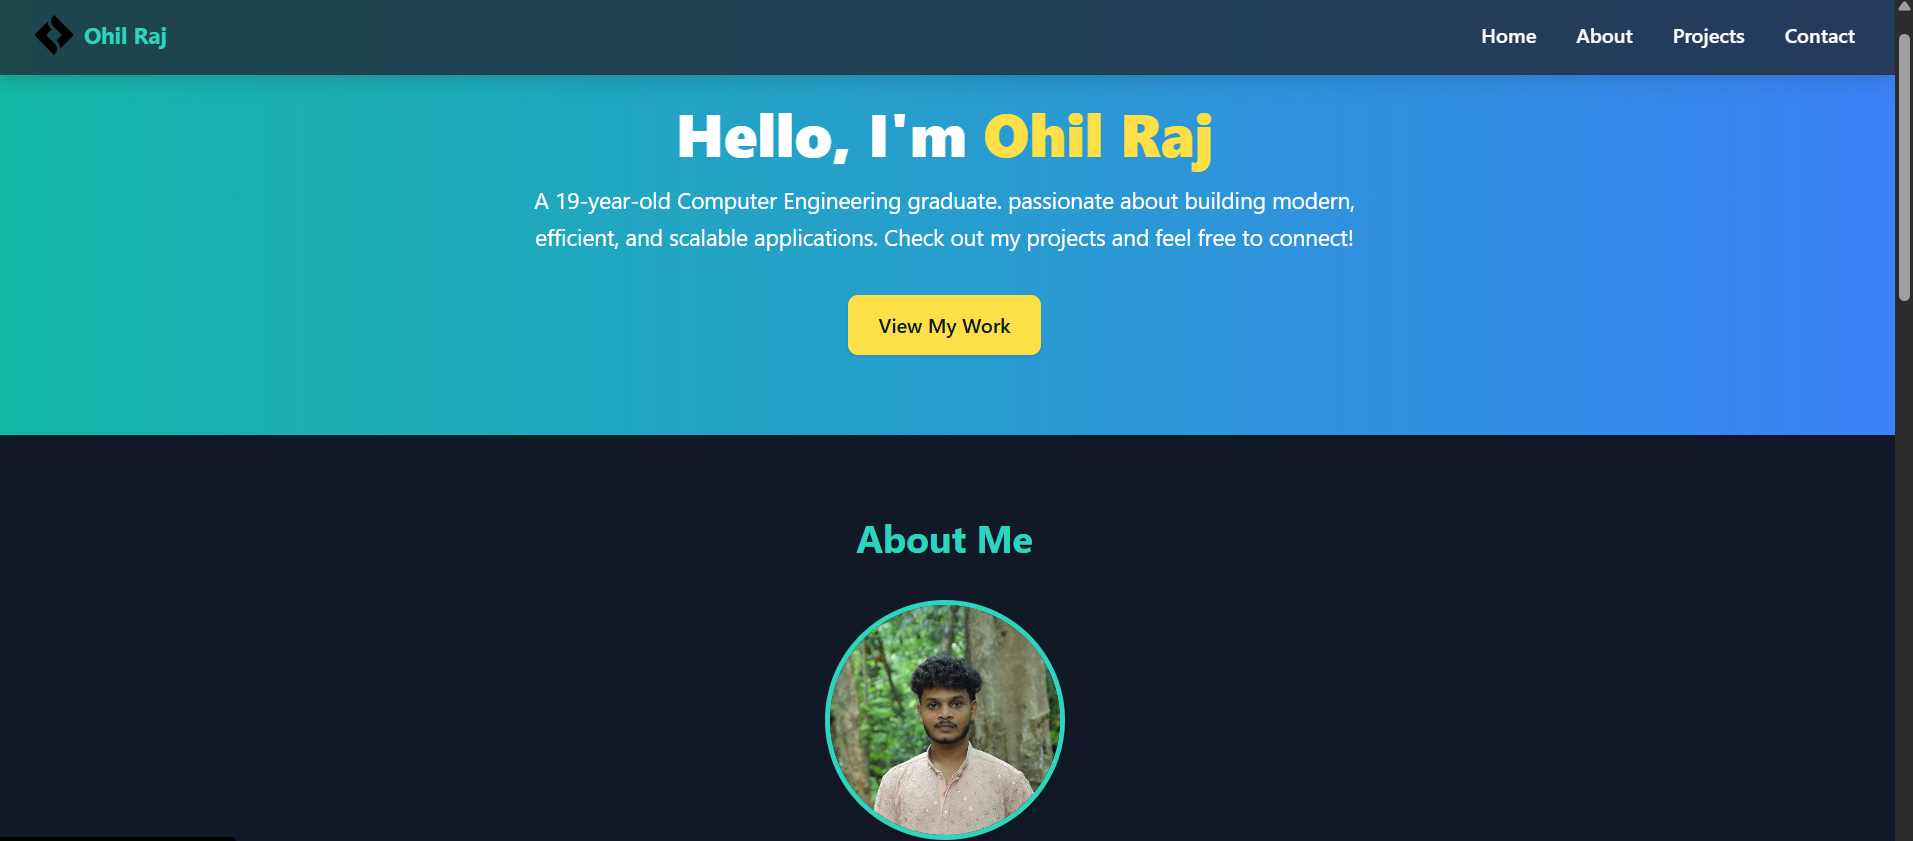 Ohil Raj
Home
About
Projects
Contact
Hello, I'm Ohil Raj
A 19-year-old Computer Engineering graduate. passionate about building modern,
efficient, and scalable applications. Check out my projects and feel free to connect!
View My Work
About Me